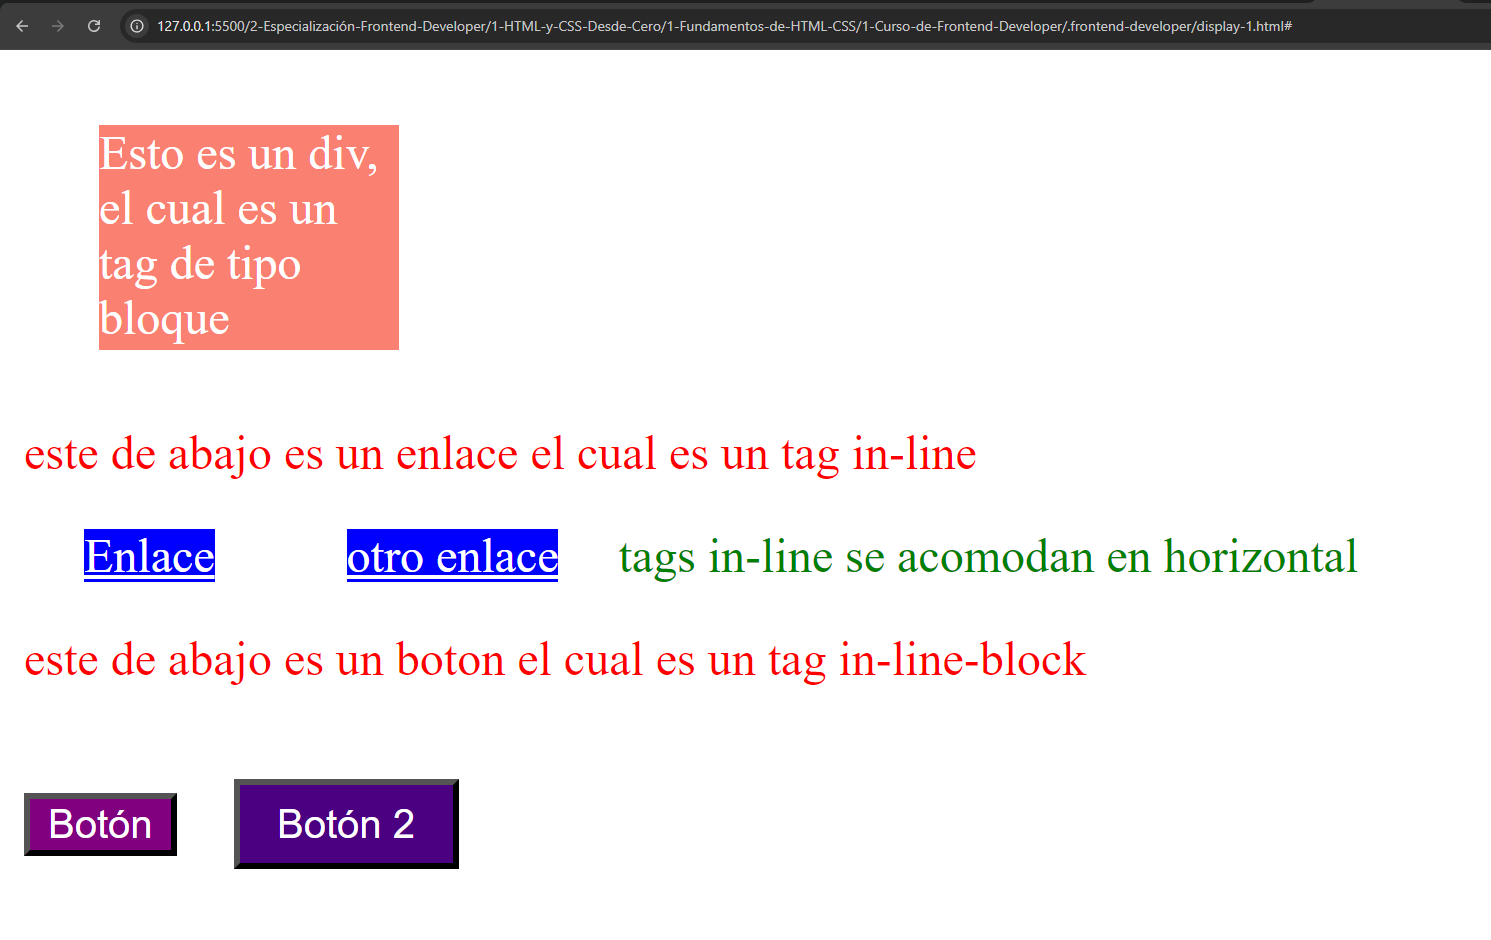 127.0.0.1:5500/2-Especialización-Frontend-Developer/1-HTML-y-CSS-Desde-Cero/1-Fundamentos-de-HTML-CSS/1-Curso-de-Frontend-Developer/.frontend-developer/display-1.html#
Esto es un div,
el cual es un
tag de tipo
bloque
este de abajo es un enlace el cual es un tag in-line
Enlace otro enlace tags in-line se acomodan en horizontal
este de abajo es un boton el cual es un tag in-line-block
Botón Botón 2